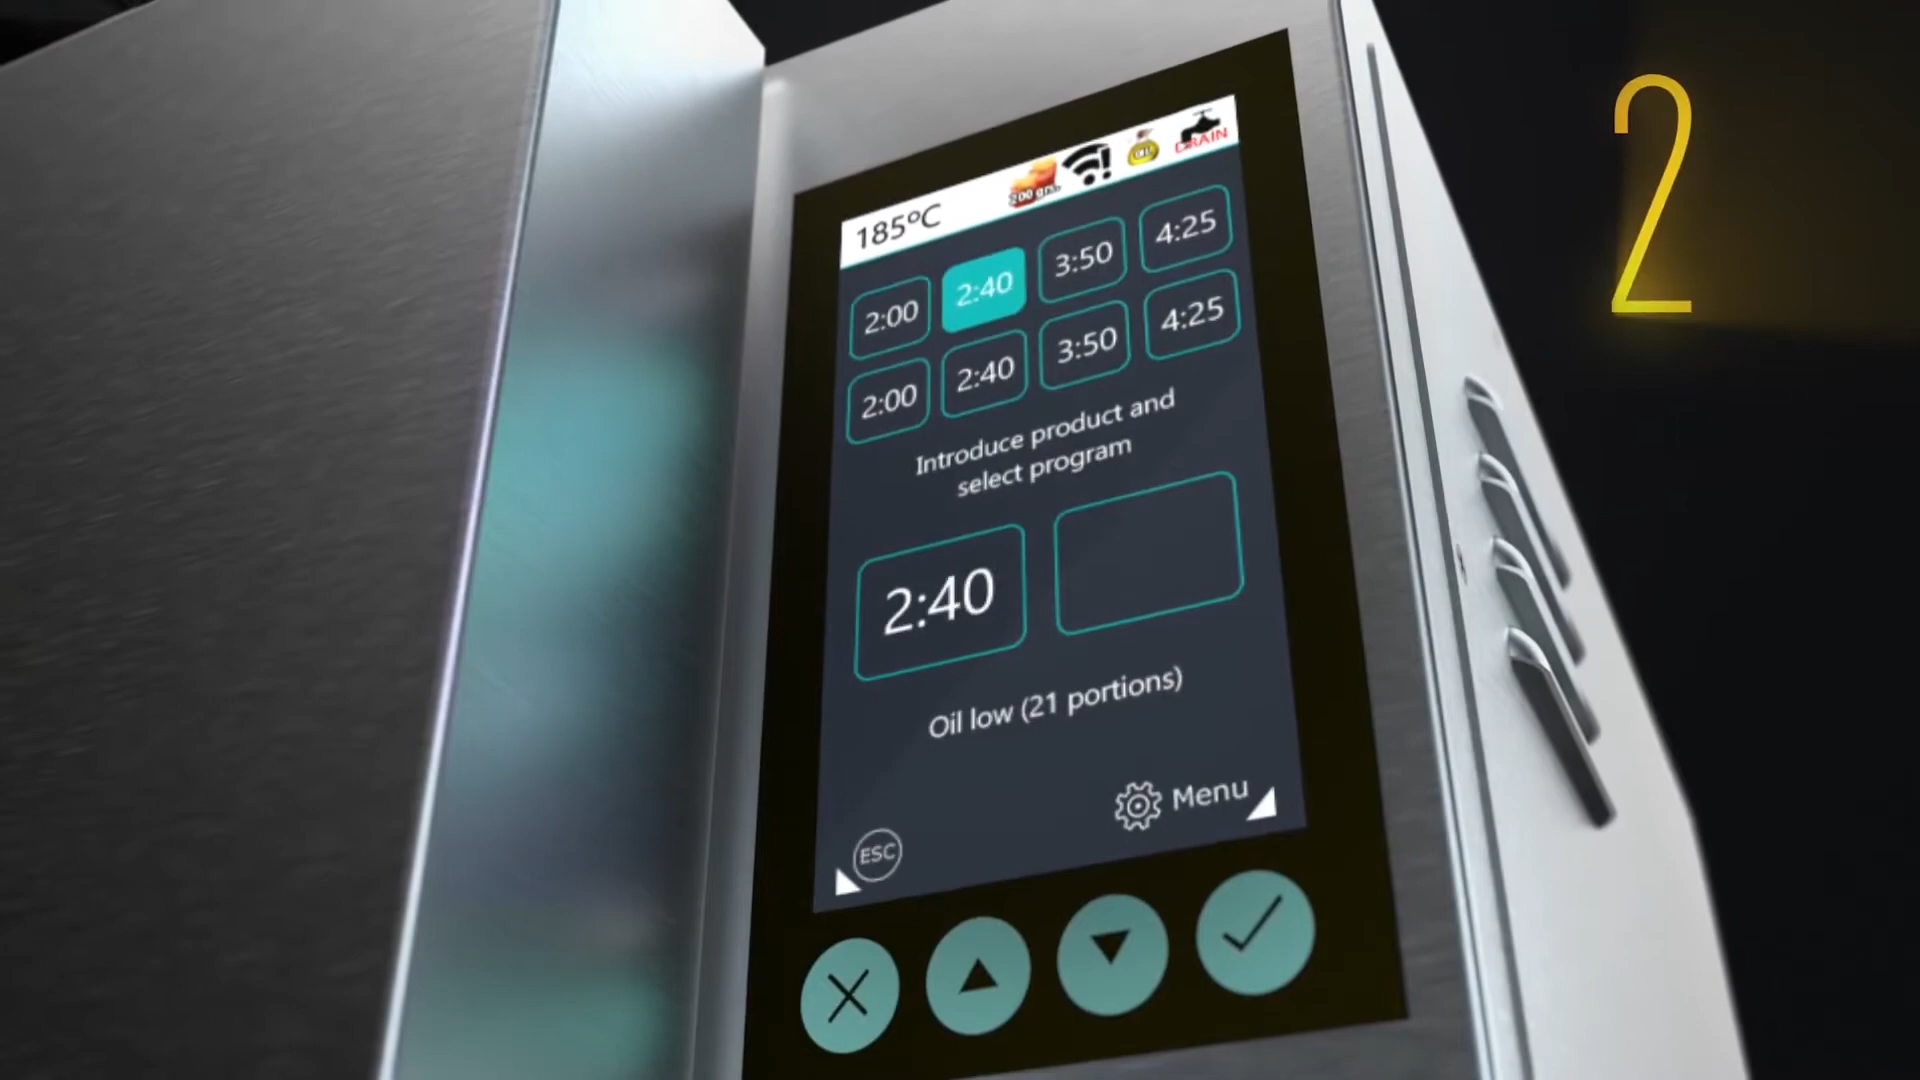 2
185ºC
200 grs.
OIL
DRAIN
2:00 2:40 3:50 4:25
2:00 2:40 3:50 4:25
Introduce product and
select program
2:40
Oil low (21 portions)
Menu
ESC